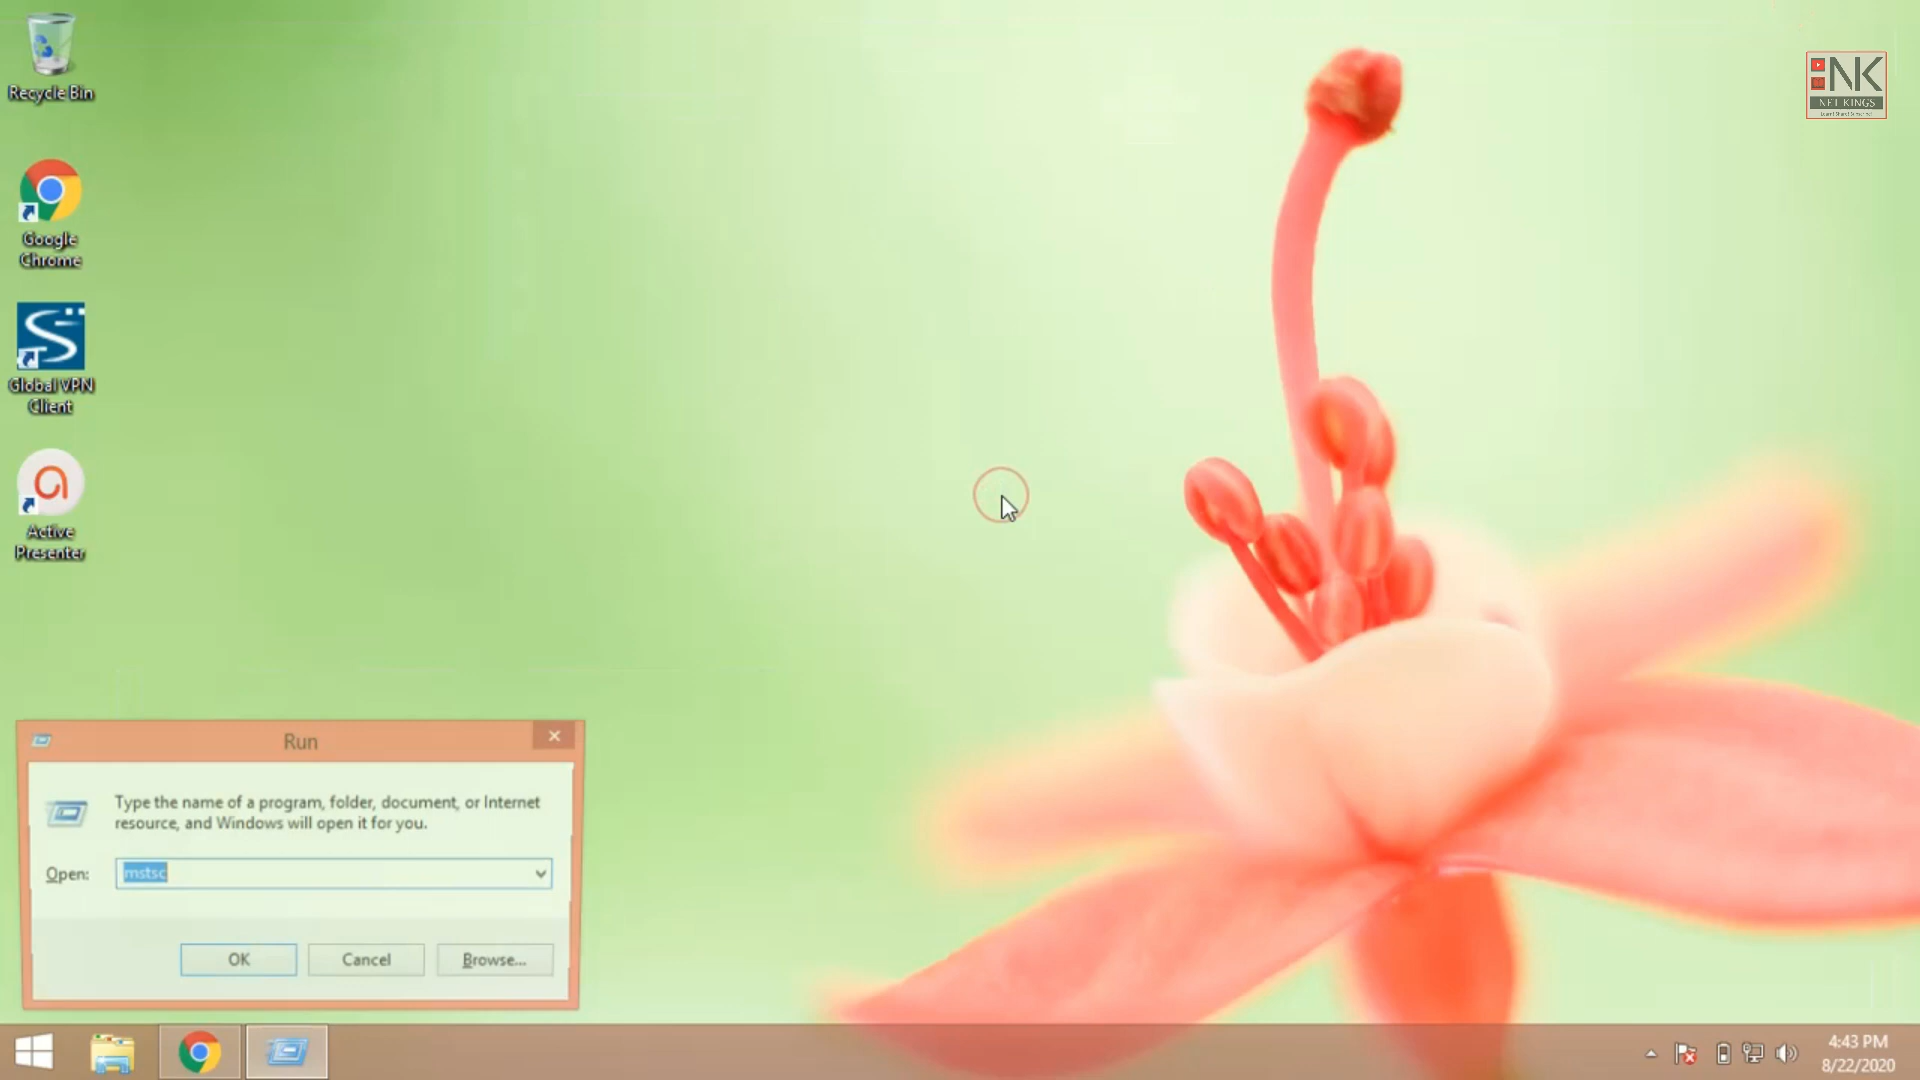 Recycle Bin
Google
Chrome
Global VPN
Client
Active
Presenter
NK
NET KINGS
Run
Type the name of a program, folder, document, or Internet
resource, and Windows will open it for you.
Open:
mstsc
OK
Cancel
Browse...
4:43 PM
8/22/2020